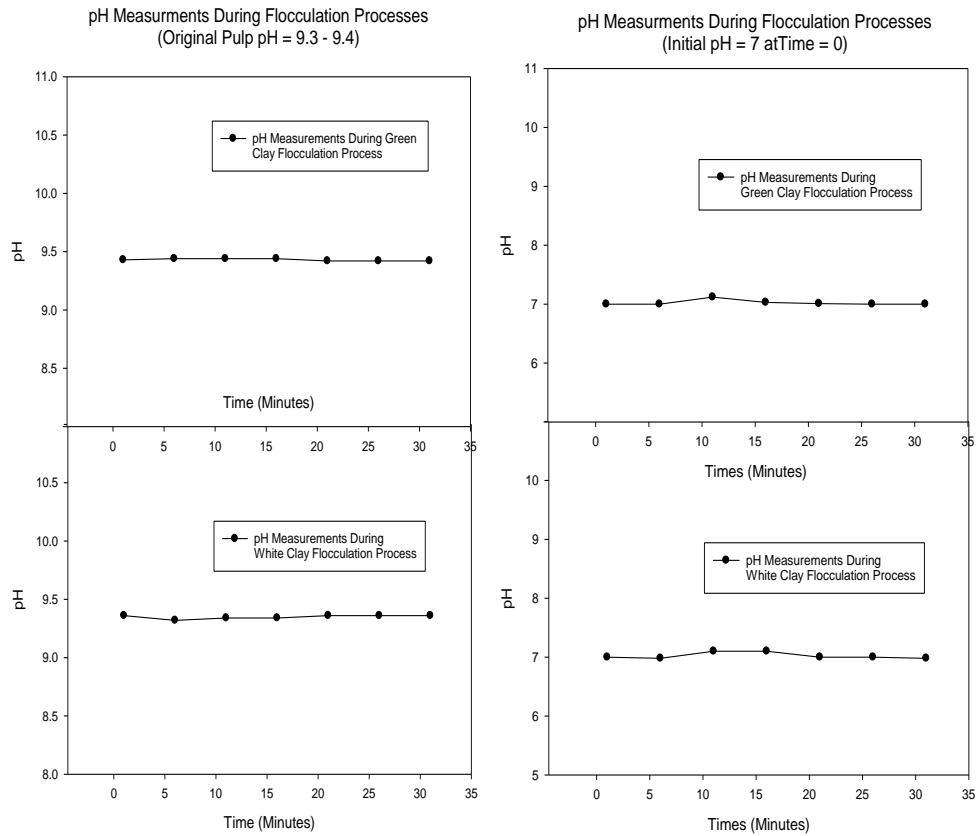 pH Measurments During Flocculation Processes
(Original Pulp pH = 9.3 - 9.4)
11.0
10.5
10.0
9.5
9.0
8.5
pH
pH Measurements During Green
Clay Flocculation Process
Time (Minutes)
0 5 10 15 20 25 30 35
10.5
10.0
9.5
9.0
8.5
8.0
pH
pH Measurements During
White Clay Flocculation Process
0 5 10 15 20 25 30 35
Time (Minutes)
pH Measurments During Flocculation Processes
(Initial pH = 7 atTime = 0)
11
10
9
8
7
6
pH
pH Measurements During
Green Clay Flocculation Process
0 5 10 15 20 25 30 35
Times (Minutes)
10
9
8
7
6
5
pH
pH Measurements During
White Clay Flocculation Process
0 5 10 15 20 25 30 35
Times (Minutes)